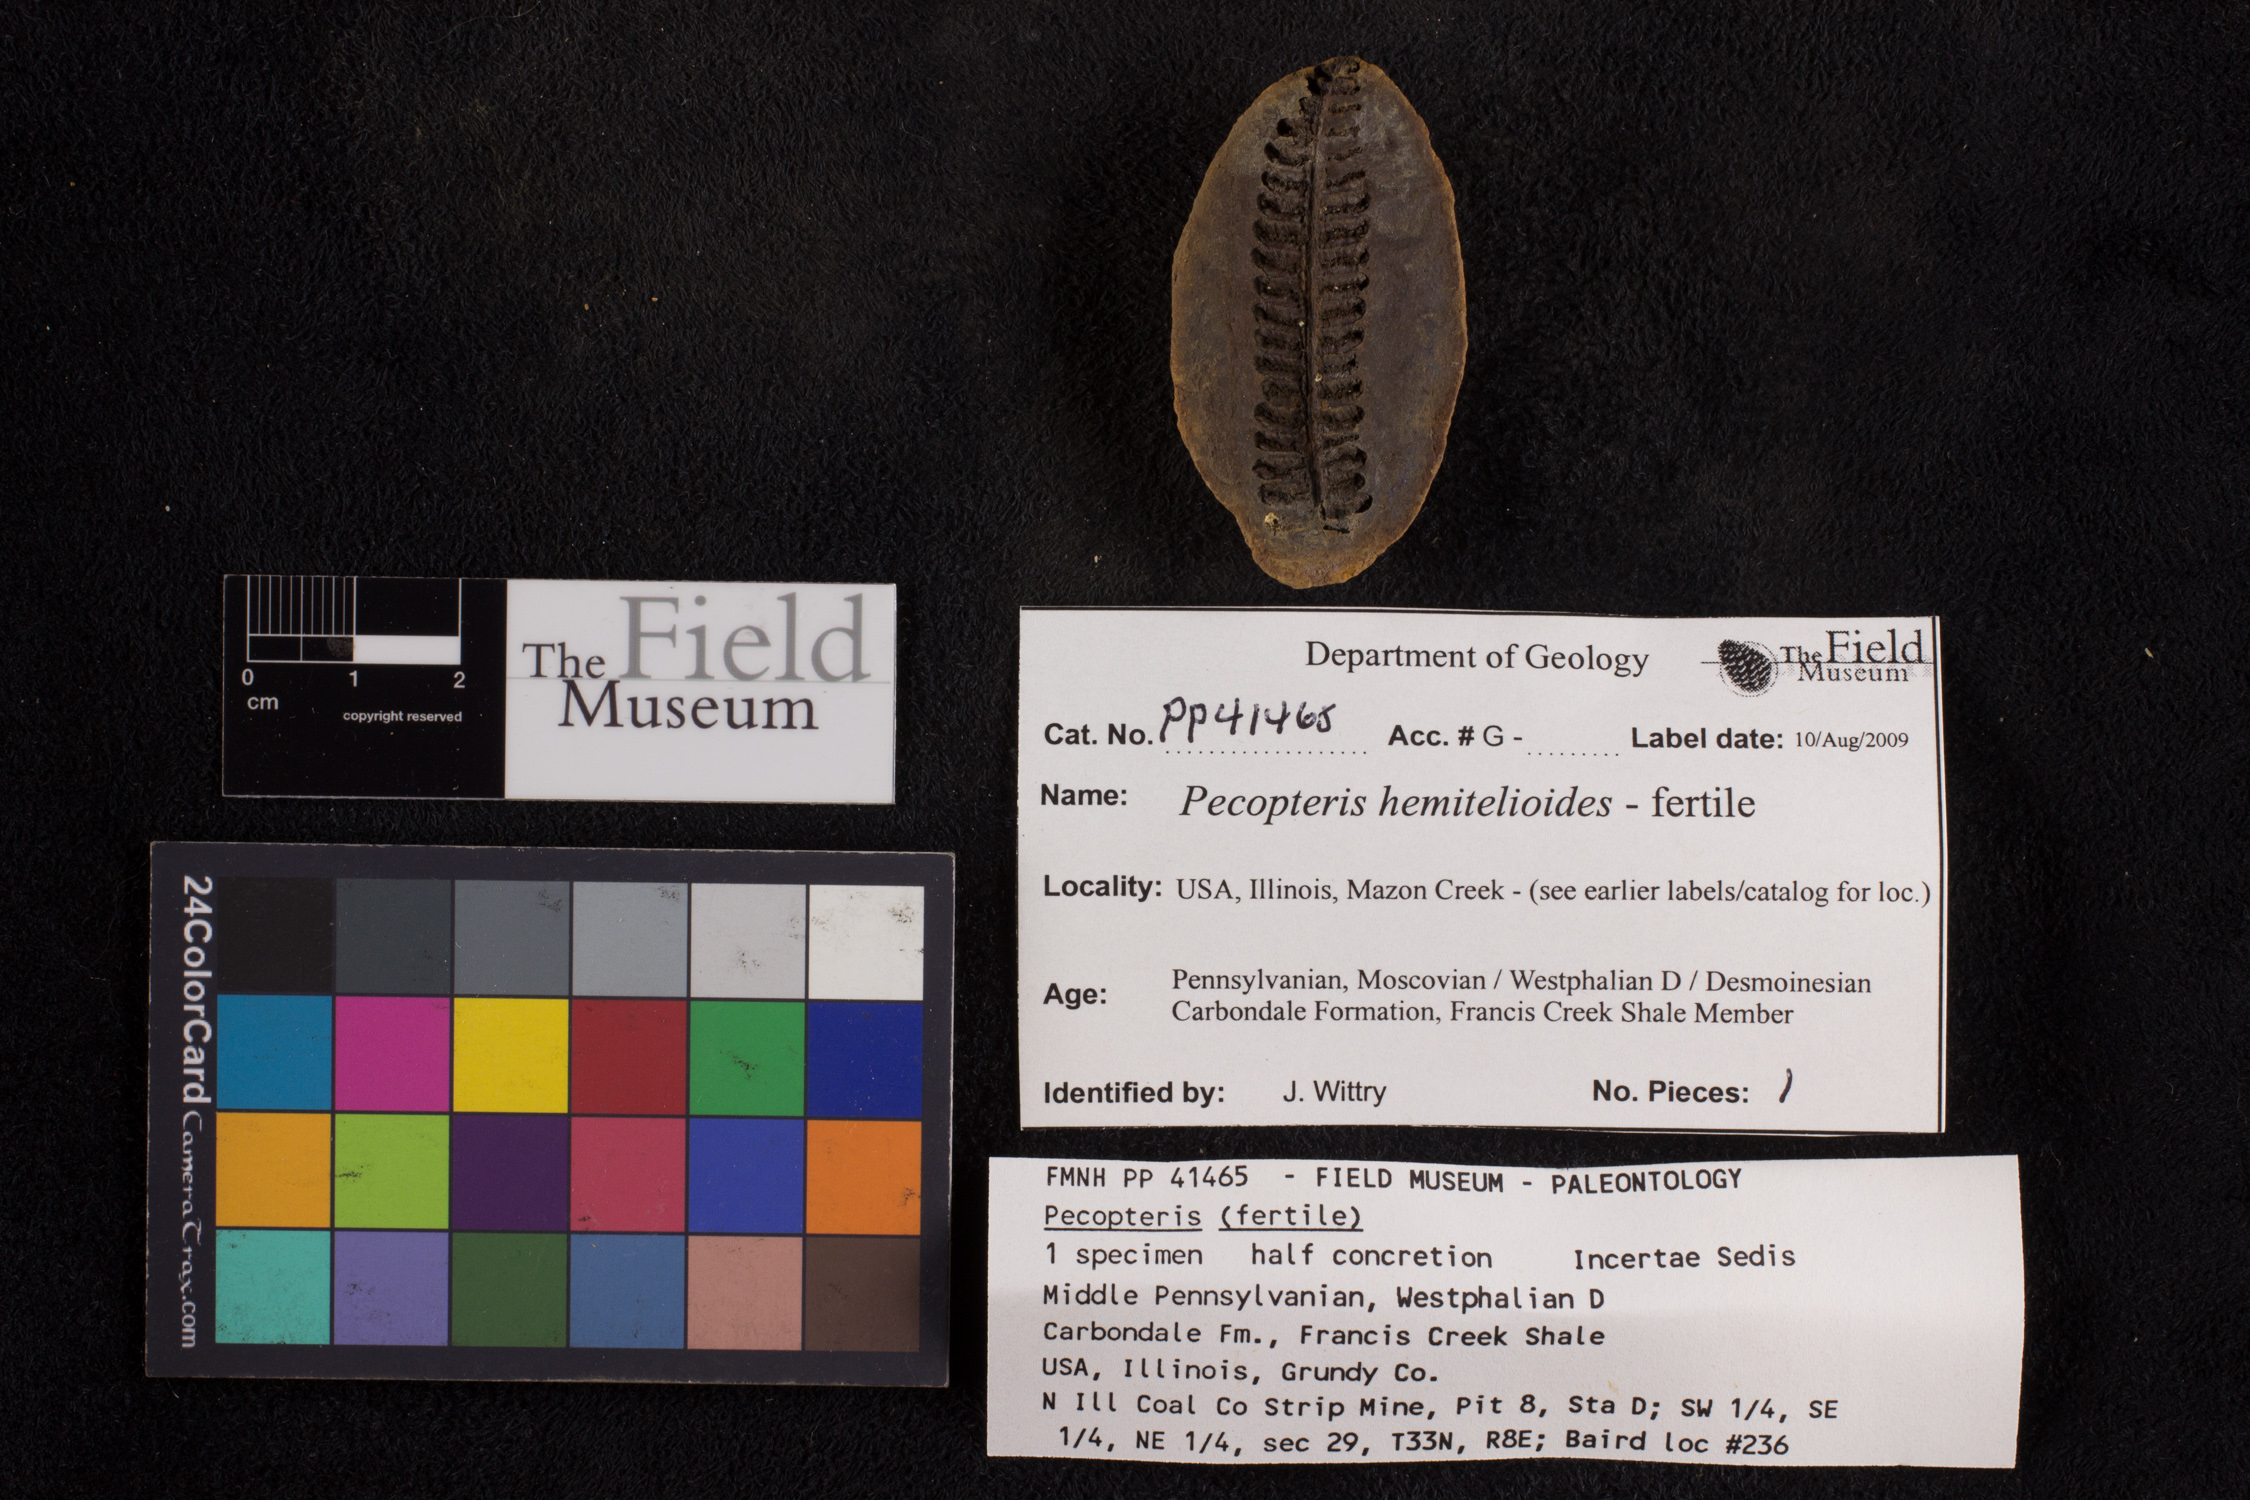 0 1 2
cm
copyright reserved
The Field
Museum
24ColorCard CameraTrax.com
Department of Geology
The Field
Museum
Cat. No. PP41465 Acc. # G - Label date: 10/Aug/2009
Name: Pecopteris hemitelioides - fertile
Locality: USA, Illinois, Mazon Creek - (see earlier labels/catalog for loc.)
Age: Pennsylvanian, Moscovian / Westphalian D / Desmoinesian
Carbondale Formation, Francis Creek Shale Member
Identified by: J. Wittry No. Pieces: 1
FMNH PP 41465 - FIELD MUSEUM - PALEONTOLOGY
Pecopteris (fertile)
1 specimen half concretion Incertae Sedis
Middle Pennsylvanian, Westphalian D
Carbondale Fm., Francis Creek Shale
USA, Illinois, Grundy Co.
N Ill Coal Co Strip Mine, Pit 8, Sta D; SW 1/4, SE
1/4, NE 1/4, sec 29, T33N, R8E; Baird loc #236